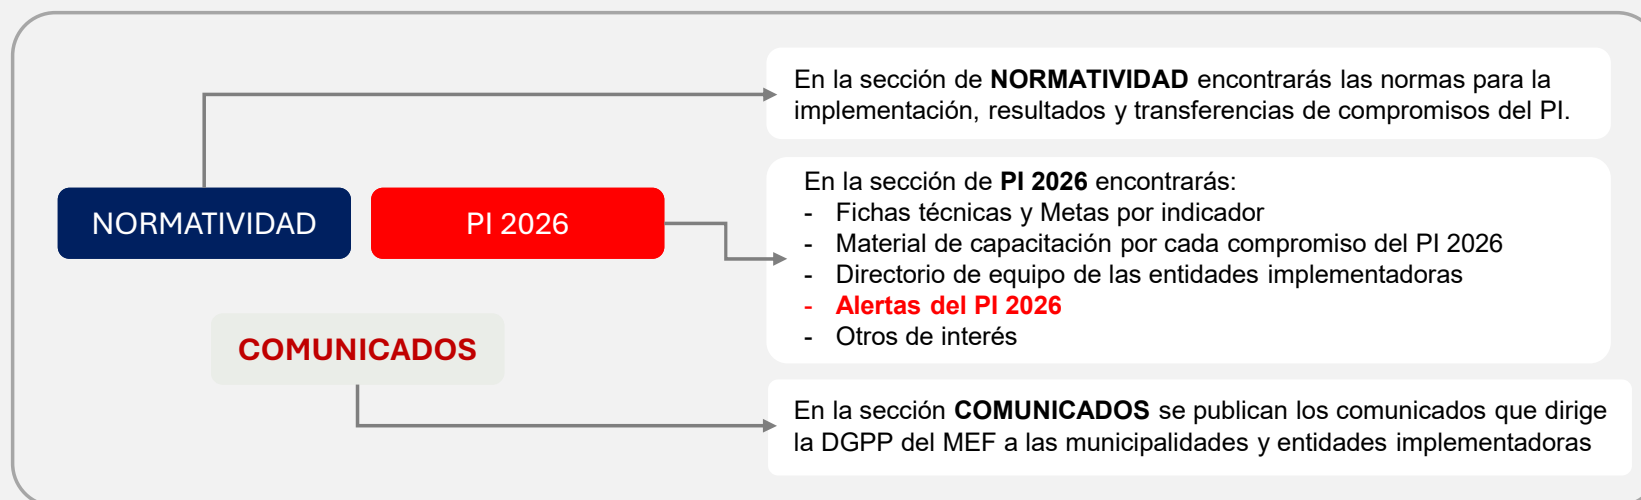 En la sección de NORMATIVIDAD encontrarás las normas para la
implementación, resultados y transferencias de compromisos del PI.
NORMATIVIDAD
PI 2026
En la sección de PI 2026 encontrarás:
- Fichas técnicas y Metas por indicador
- Material de capacitación por cada compromiso del PI 2026
- Directorio de equipo de las entidades implementadoras
- Alertas del PI 2026
- Otros de interés
COMUNICADOS
En la sección COMUNICADOS se publican los comunicados que dirige
la DGPP del MEF a las municipalidades y entidades implementadoras